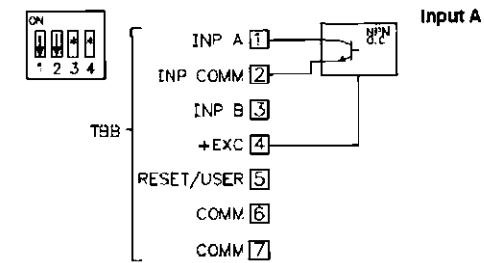 ON
* *
1 2 3 4
Input A
NPN
O.C
INP A 1
INP COMM 2
INP B 3
TBB
+EXC 4
RESET/USER 5
COMM 6
COMM 7